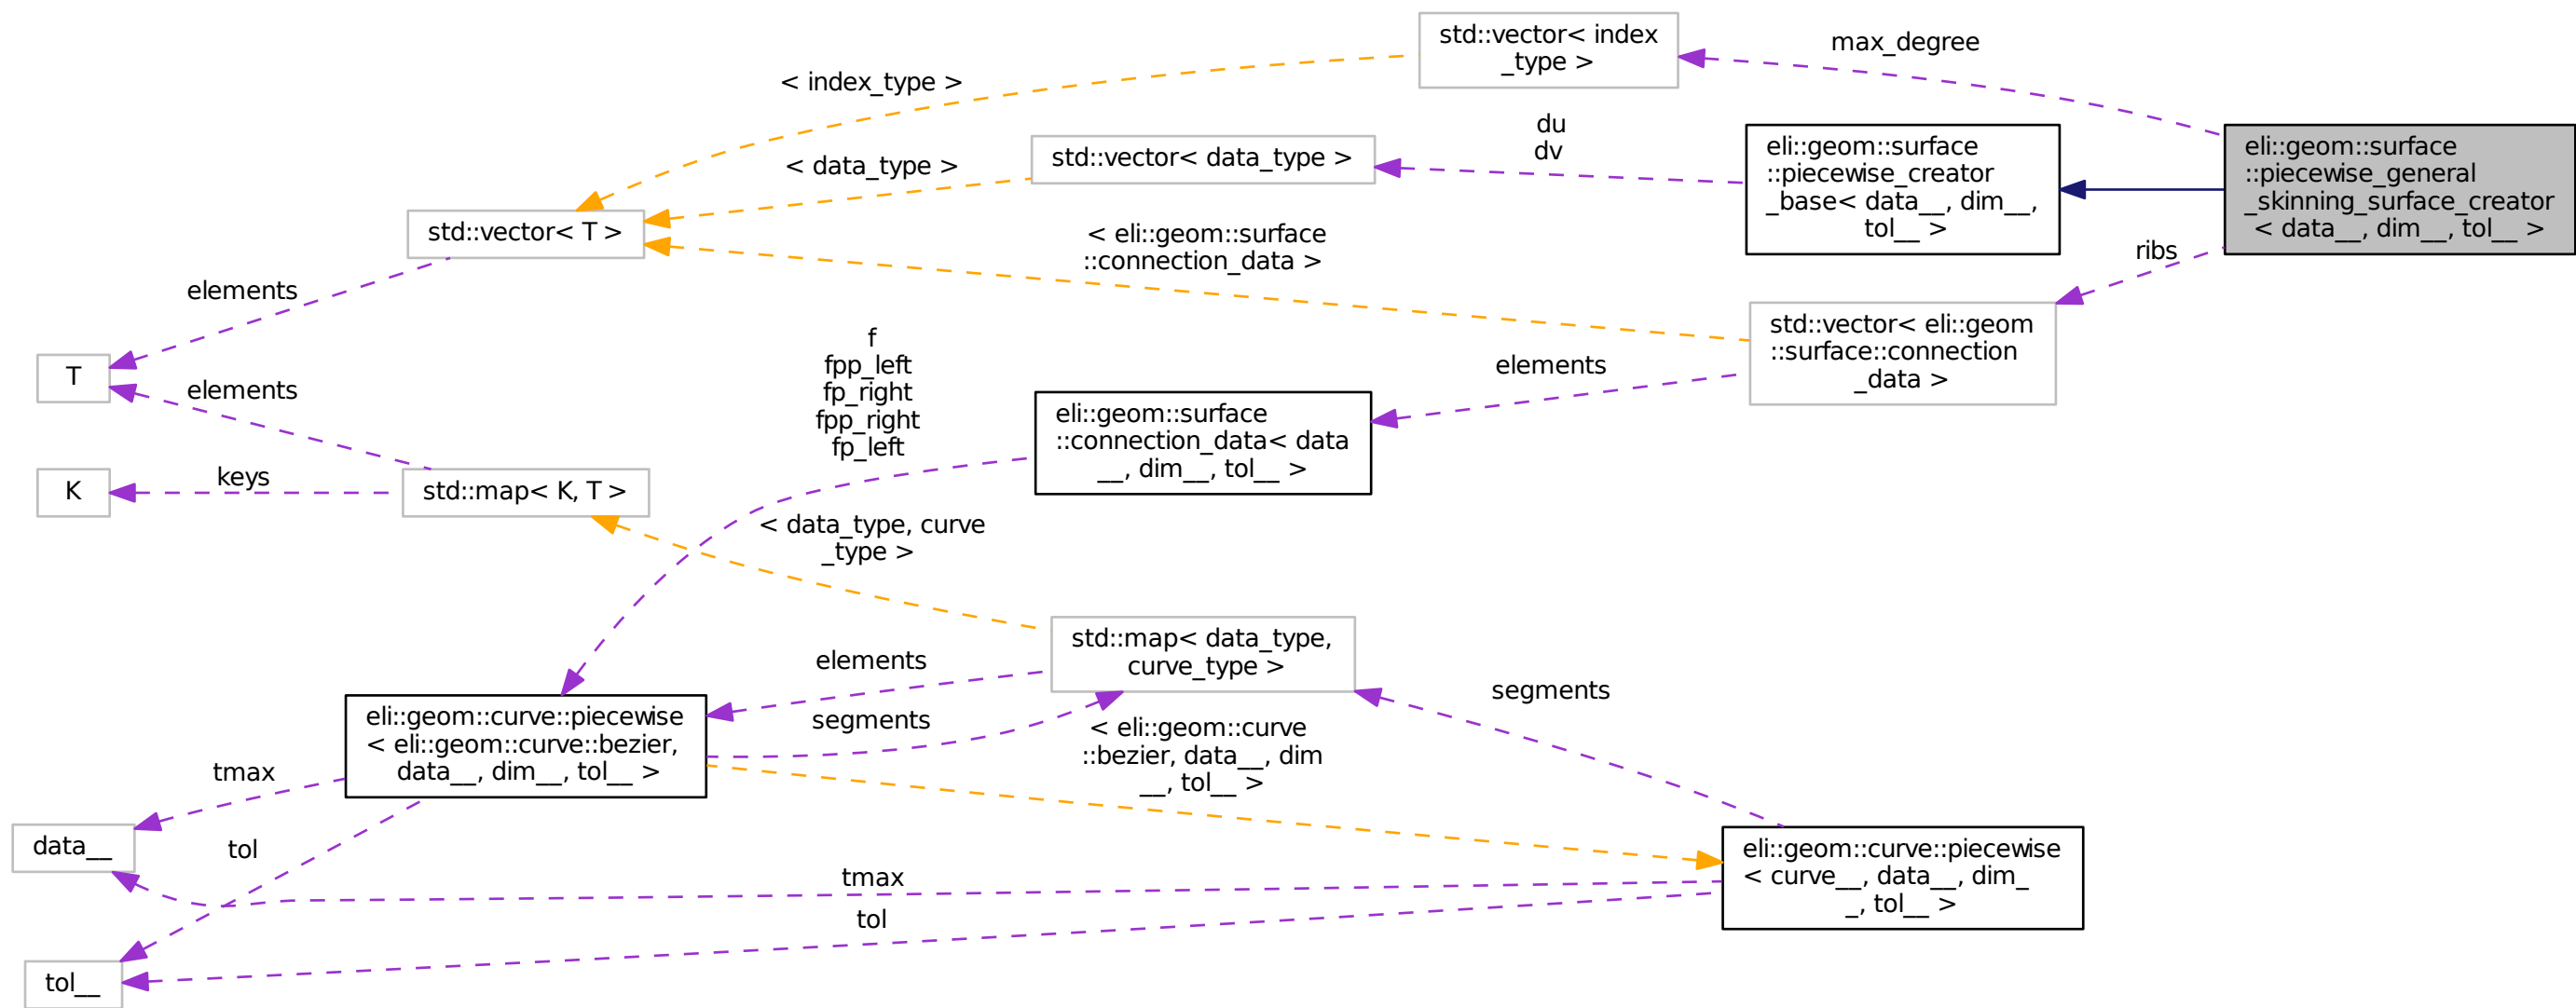 std::vector< index
_type >
max_degree
< index_type >
du
dv
eli::geom::surface
::piecewise_creator
_base< data__, dim__,
tol__ >
eli::geom::surface
::piecewise_general
_skinning_surface_creator
< data__, dim__, tol__ >
< data_type >
std::vector< data_type >
std::vector< T >
< eli::geom::surface
::connection_data >
ribs
elements
std::vector< eli::geom
::surface::connection
_data >
f
fpp_left
fp_right
fpp_right
fp_left
elements
T
elements
eli::geom::surface
::connection_data< data
__, dim__, tol__ >
K
keys
std::map< K, T >
< data_type, curve
_type >
std::map< data_type,
curve_type >
elements
segments
segments
eli::geom::curve::piecewise
< eli::geom::curve::bezier,
data__, dim__, tol__ >
< eli::geom::curve
::bezier, data__, dim
__, tol__ >
tmax
data__
tol
tmax
eli::geom::curve::piecewise
< curve__, data__, dim_
_, tol__ >
tol
tol__